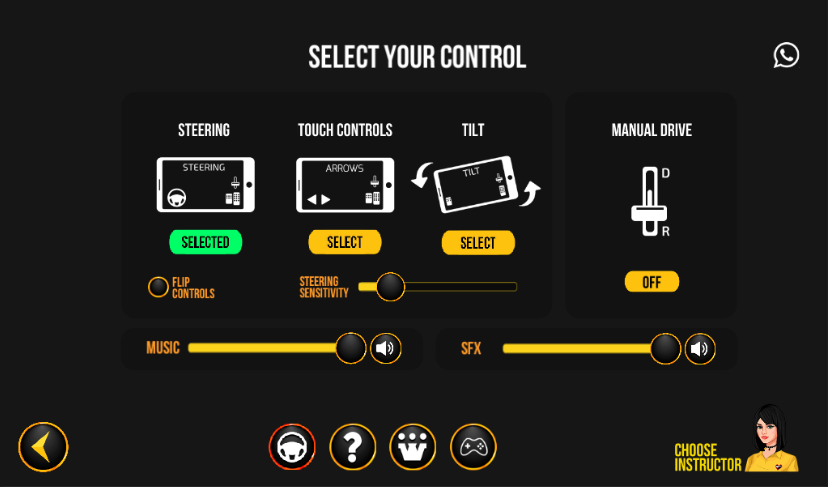 SELECT YOUR CONTROL
STEERING
TOUCH CONTROLS
TILT
MANUAL DRIVE
STEERING
ARROWS
TILT
D
R
SELECTED
SELECT
SELECT
OFF
FLIP
CONTROLS
STEERING
SENSITIVITY
MUSIC
SFX
?
CHOOSE
INSTRUCTOR